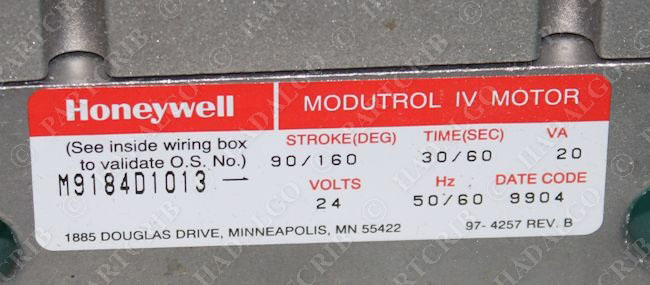 Honeywell
MODUTROL IV MOTOR
(See inside wiring box
to validate O.S. No.)
M9184D1013 —
STROKE(DEG) TIME(SEC) VA
90/160 30/60 20
VOLTS Hz DATE CODE
24 50/60 9904
1885 DOUGLAS DRIVE, MINNEAPOLIS, MN 55422
97-4257 REV. B
© PARTCRIB © HADALGO